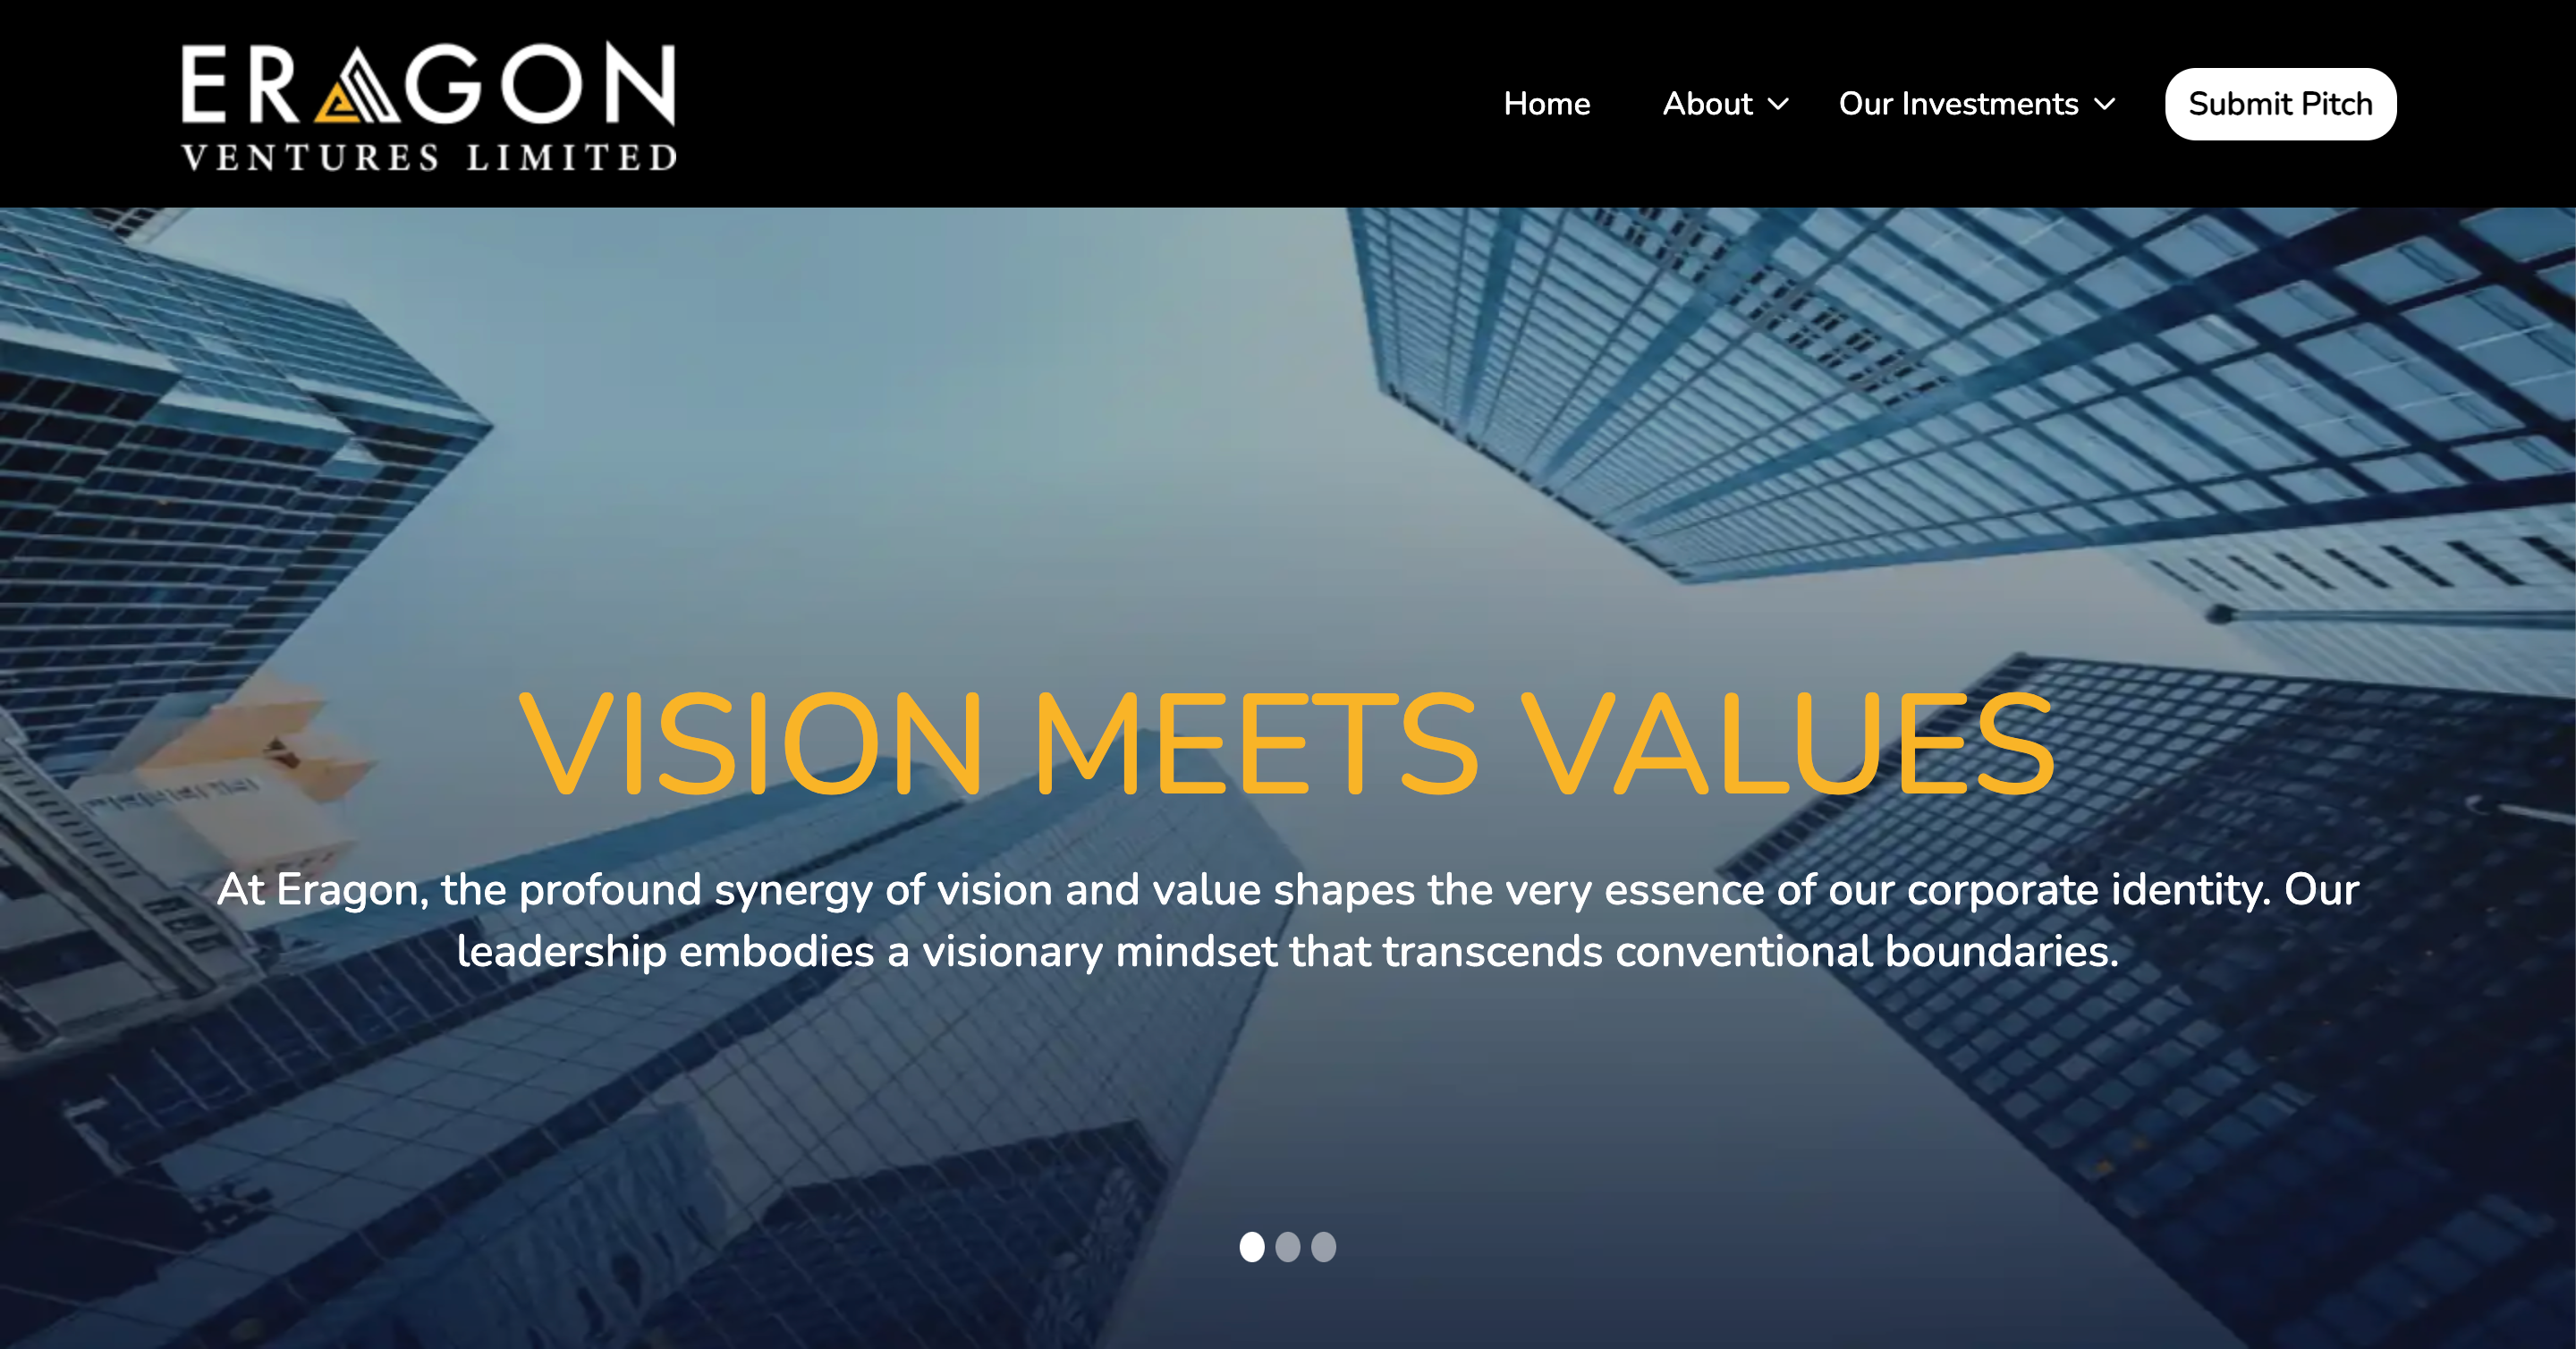 ERAGON
VENTURES LIMITED
Home
About
Our Investments
Submit Pitch
VISION MEETS VALUES
At Eragon, the profound synergy of vision and value shapes the very essence of our corporate identity. Our
leadership embodies a visionary mindset that transcends conventional boundaries.